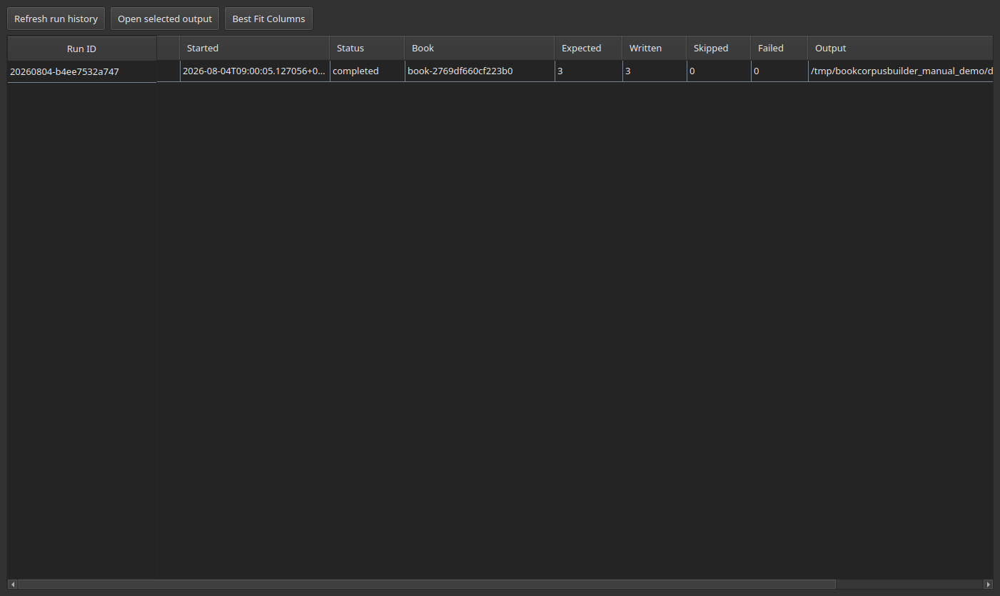 Refresh run history Open selected output Best Fit Columns
Run ID Started Status Book Expected Written Skipped Failed Output
20260804-b4ee7532a747 2026-08-04T09:00:05.127056+0... completed book-2769df660cf223b0 3 3 0 0 /tmp/bookcorpusbuilder_manual_demo/d